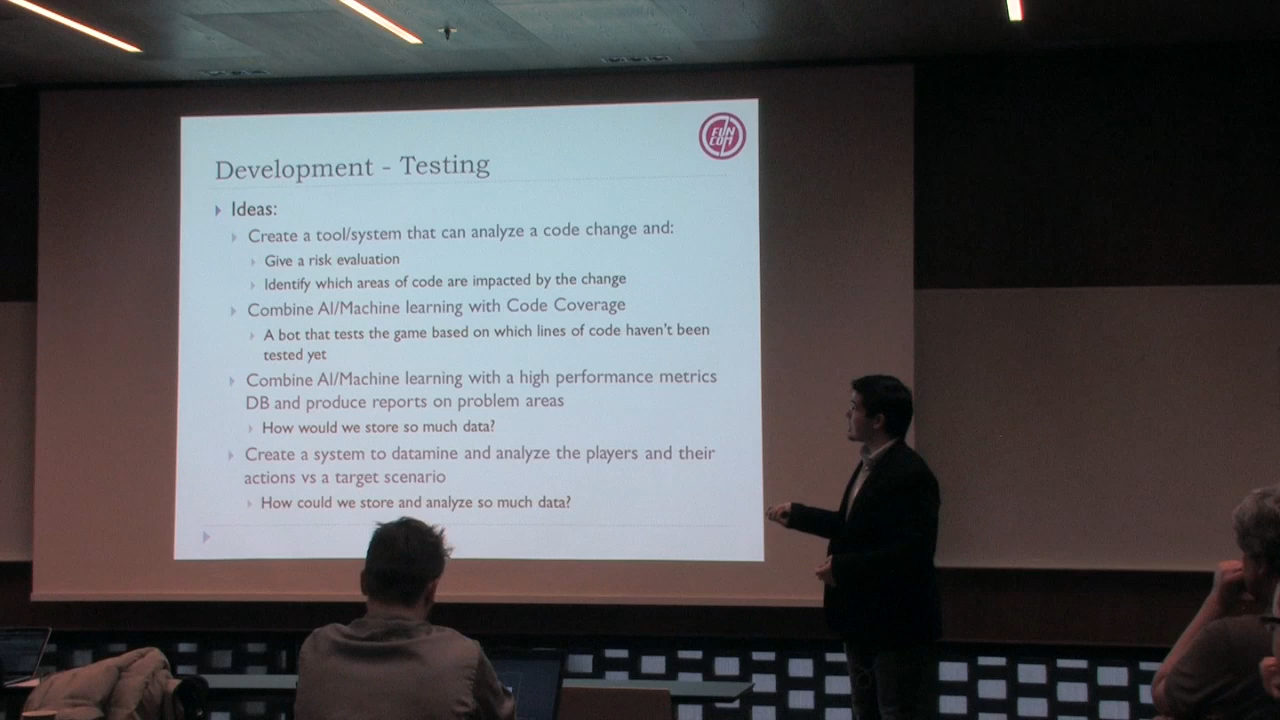 FUN
COM
Development - Testing
Ideas:
Create a tool/system that can analyze a code change and:
Give a risk evaluation
Identify which areas of code are impacted by the change
Combine AI/Machine learning with Code Coverage
A bot that tests the game based on which lines of code haven't been
tested yet
Combine AI/Machine learning with a high performance metrics
DB and produce reports on problem areas
How would we store so much data?
Create a system to datamine and analyze the players and their
actions vs a target scenario
How could we store and analyze so much data?